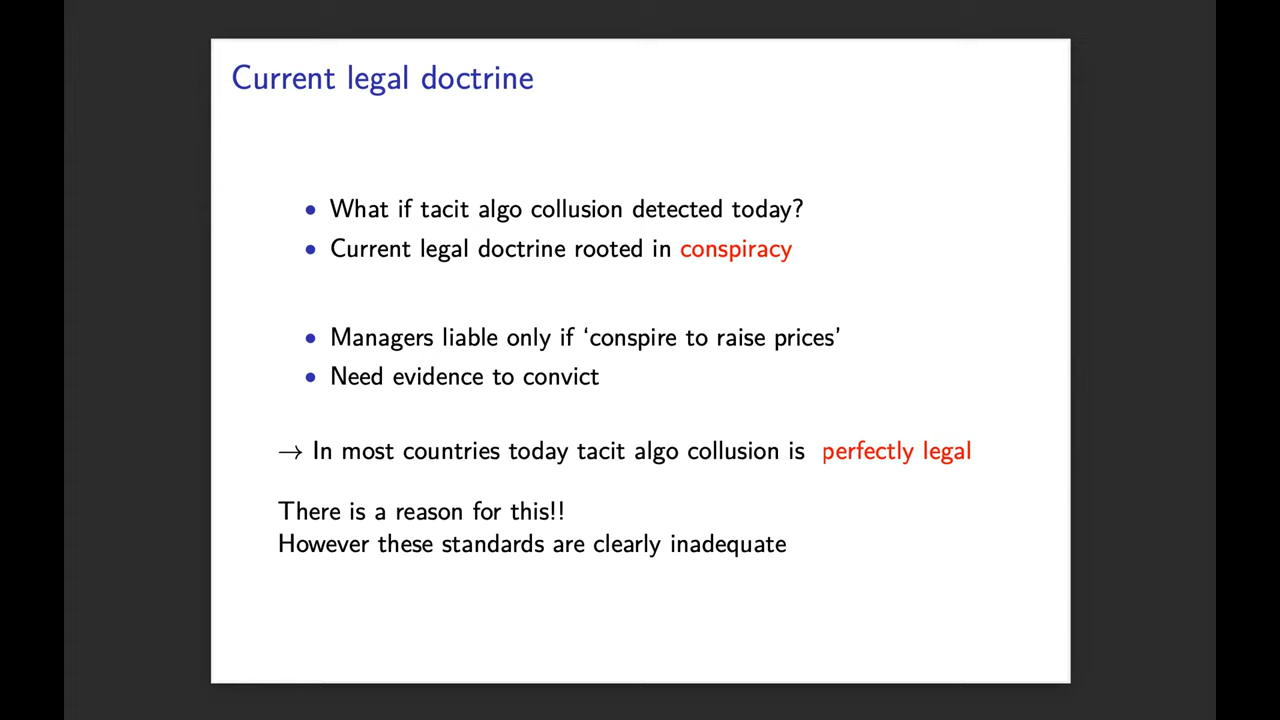 Current legal doctrine
• What if tacit algo collusion detected today?
• Current legal doctrine rooted in conspiracy
• Managers liable only if ‘conspire to raise prices’
• Need evidence to convict
→ In most countries today tacit algo collusion is perfectly legal
There is a reason for this!!
However these standards are clearly inadequate